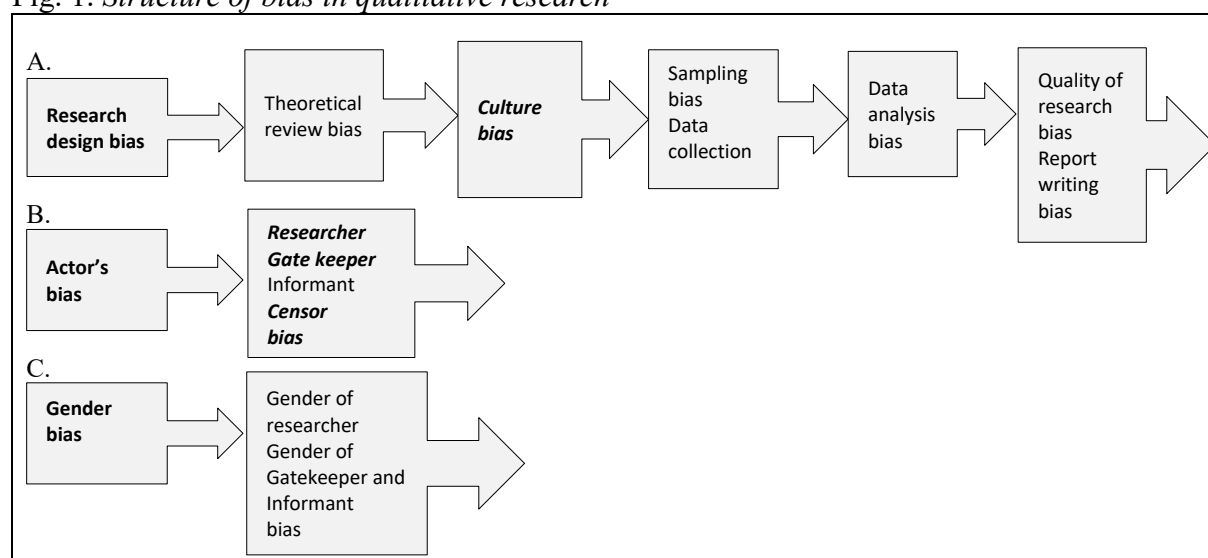 Fig. 1. Structure of bias in qualitative research
A.
Research
design bias
Theoretical
review bias
Culture
bias
Sampling
bias
Data
collection
Data
analysis
bias
Quality of
research
bias
Report
writing
bias
B.
Actor’s
bias
Researcher
Gate keeper
Informant
Censor
bias
C.
Gender
bias
Gender of
researcher
Gender of
Gatekeeper and
Informant
bias